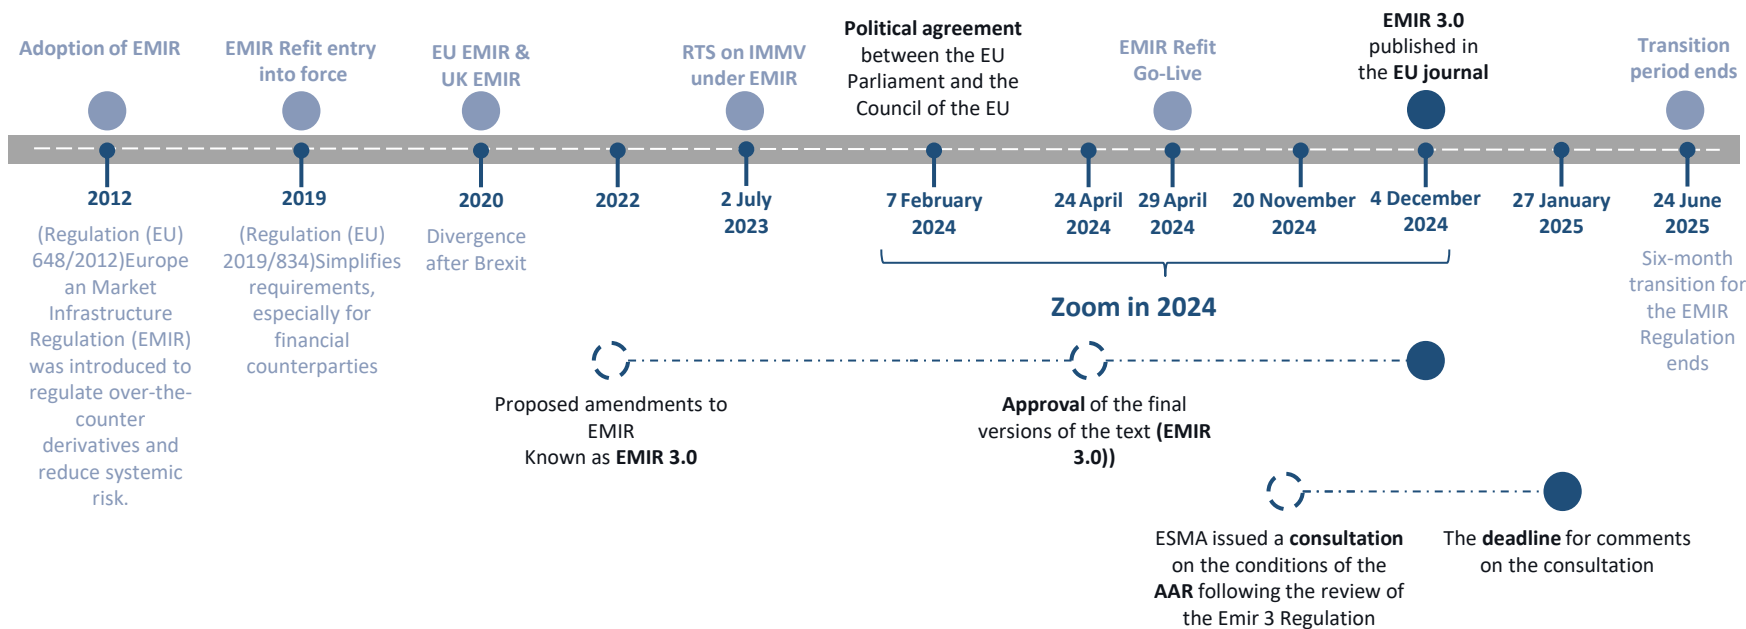 Adoption of EMIR
EMIR Refit entry
into force
EU EMIR &
UK EMIR
RTS on IMMV
under EMIR
Political agreement
between the EU
Parliament and the
Council of the EU
EMIR Refit
Go-Live
EMIR 3.0
published in
the EU journal
Transition
period ends
2012
2019
2020
2022
2 July
2023
7 February
2024
24 April
2024
29 April
2024
20 November
2024
4 December
2024
27 January
2025
24 June
2025
(Regulation (EU)
648/2012)Europe
an Market
Infrastructure
Regulation (EMIR)
was introduced to
regulate over-the-
counter
derivatives and
reduce systemic
risk.
(Regulation (EU)
2019/834)Simplifies
requirements,
especially for
financial
counterparties
Divergence
after Brexit
Six-month
transition for
the EMIR
Regulation
ends
Zoom in 2024
Proposed amendments to
EMIR
Known as EMIR 3.0
Approval of the final
versions of the text (EMIR
3.0))
ESMA issued a consultation
on the conditions of the
AAR following the review of
the Emir 3 Regulation
The deadline for comments
on the consultation